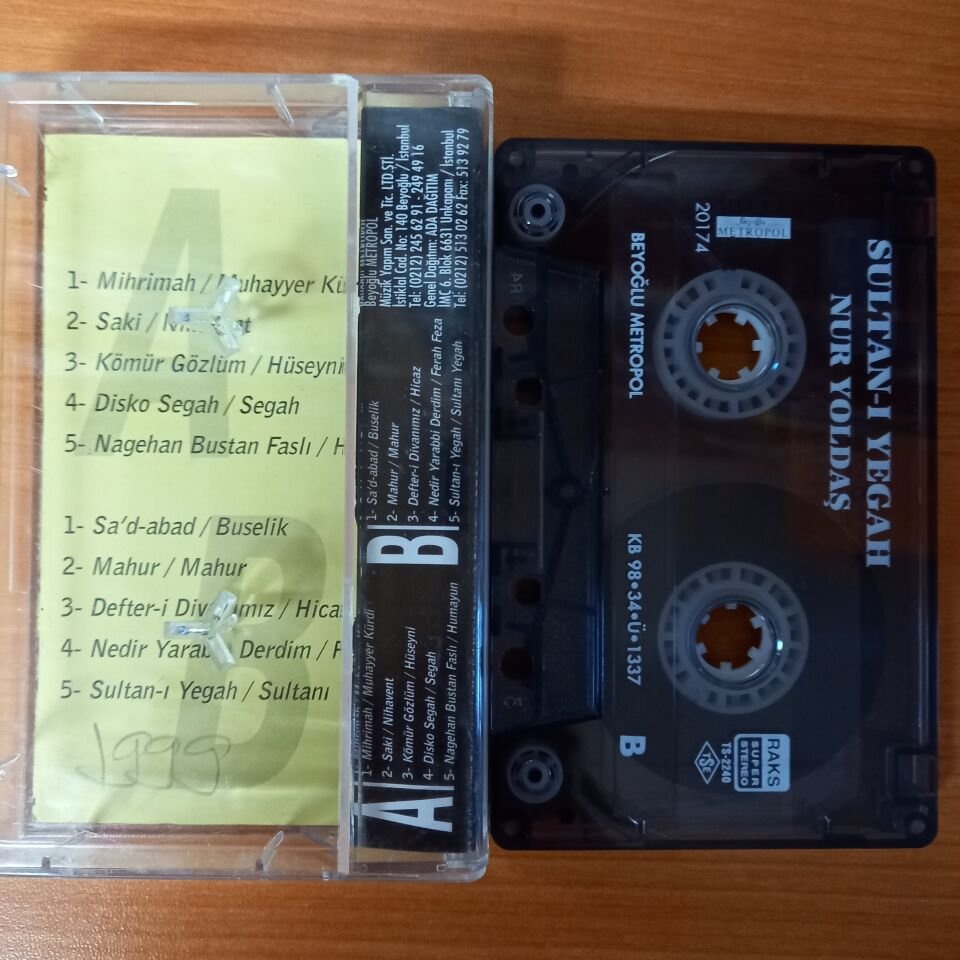 1- Mihrimah / Muhayyer Kü
2- Saki /
3- Kömür Gözlüm / Hüseyni
4- Disko Segah / Segah
5- Nagehan Bustan Faslı / H
A
1- Sa'd-abad / Buselik
2- Mahur / Mahur
3- Defter-i Divanımız / Hica
4- Nedir Yarabbi Derdim / F
5- Sultan-ı Yegah / Sultanı
B
1999
Beyoğlu METROPOL
Müzik Yapım San. ve Tic. LTD.STİ.
İstiklal Cad. No: 140 Beyoğlu / İstanbul
Tel: (0212) 245 62 91 - 249 49 16
Genel Dağıtım: ADA DAĞITIM
İMÇ 6. Blok 6631 Unkapanı / İstanbul
Tel: (0212) 513 02 62 Fax: 513 92 79
B
1- Sa'd-abad / Buselik
2- Mahur / Mahur
3- Defter-i Divanımız / Hicaz
4- Nedir Yarabbi Derdim / Ferah Feza
5- Sultan-ı Yegah / Sultanı Yegah
A
1- Mihrimah / Muhayyer Kürdi
2- Saki / Nihavent
3- Kömür Gözlüm / Hüseyni
4- Disko Segah / Segah
5- Nagehan Bustan Faslı / Humayun
SULTAN-I YEGAH
NUR YOLDAŞ
Beyoğlu
METROPOL
20174
BEYOĞLU METROPOL
KB 98•34•Ü•1337
B
RAKS
SUPER
STEREO
TS-2240
TSE